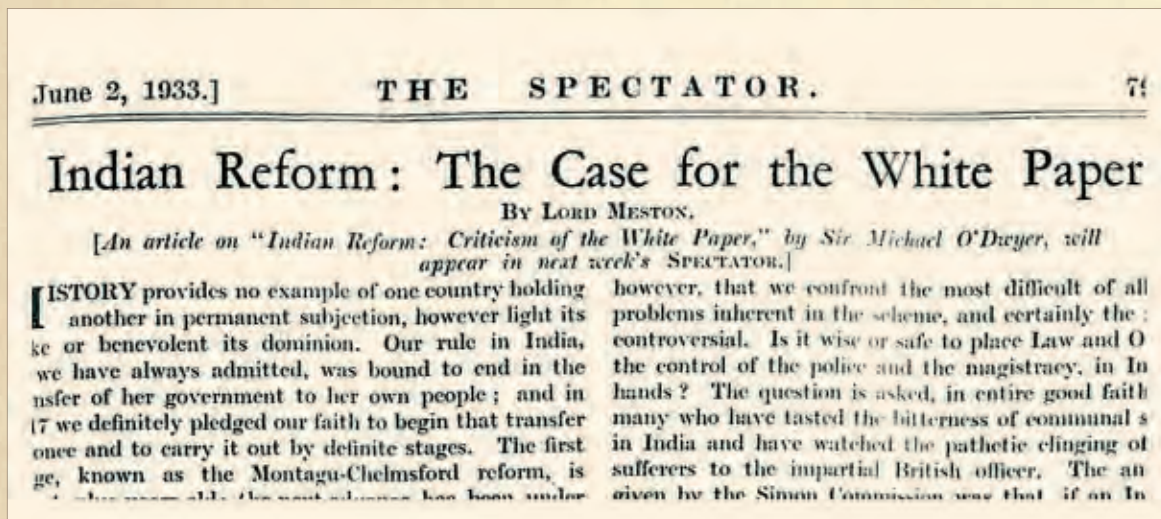 June 2, 1933.] THE SPECTATOR.
Indian Reform: The Case for the White Paper
BY LORD MESTON.
[An article on "Indian Reform: Criticism of the White Paper," by Sir Michael O'Dwyer, will
appear in next week's SPECTATOR.]
ISTORY provides no example of one country holding
another in permanent subjection, however light its
ke or benevolent its dominion. Our rule in India,
we have always admitted, was bound to end in the
nsfer of her government to her own people; and in
17 we definitely pledged our faith to begin that transfer
once and to carry it out by definite stages. The first
ge, known as the Montagu-Chelmsford reform, is
the next advance has been under
however, that we confront the most difficult of all
problems inherent in the scheme, and certainly the
controversial. Is it wise or safe to place Law and O
the control of the police and the magistracy, in In
hands? The question is asked, in entire good faith
many who have tasted the bitterness of communal s
in India and have watched the pathetic clinging of
sufferers to the impartial British officer. The an
given by the Simon Commission was that, if an In